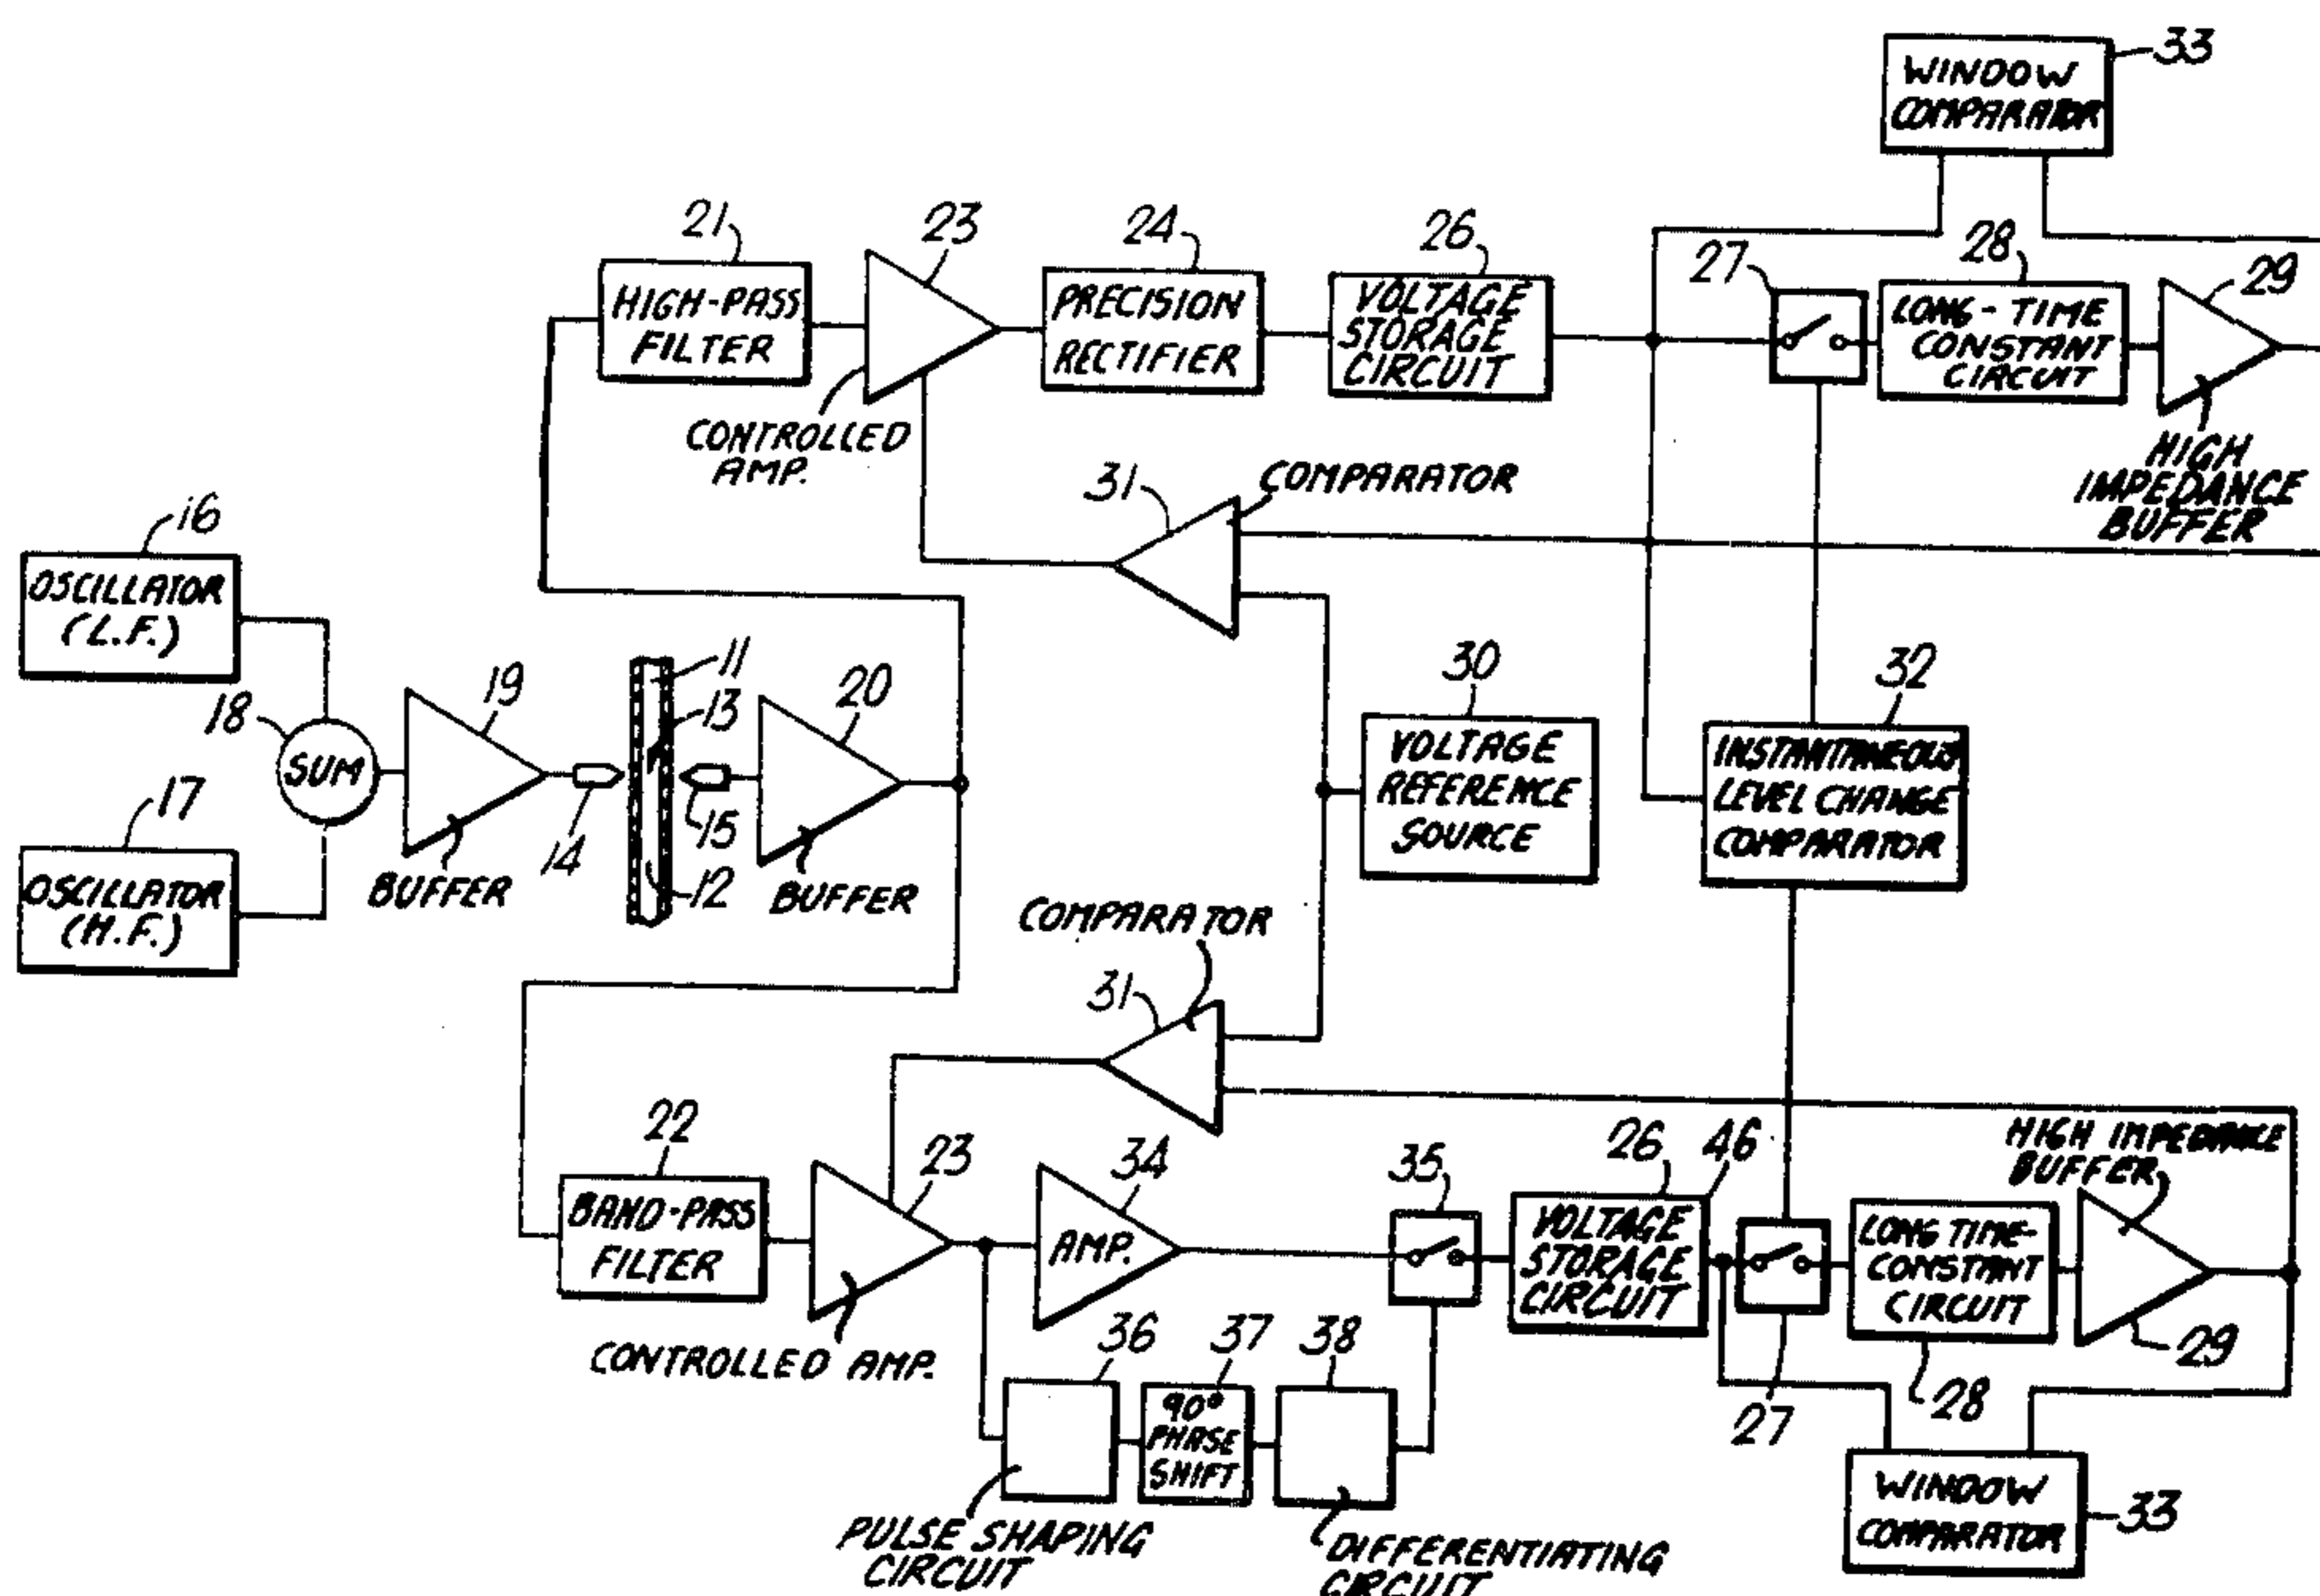 33
WINDOW
COMPARATOR
21
23
24
26
27
28
29
HIGH-PASS
FILTER
PRECISION
RECTIFIER
VOLTAGE
STORAGE
CIRCUIT
LONG-TIME
CONSTANT
CIRCUIT
CONTROLLED
AMP.
HIGH
IMPEDANCE
BUFFER
31
COMPARATOR
16
OSCILLATOR
(L.F.)
18
SUM
19
BUFFER
14
11
13
12
15
20
BUFFER
17
OSCILLATOR
(H.F.)
30
VOLTAGE
REFERENCE
SOURCE
32
INSTANTANEOUS
LEVEL CHANGE
COMPARATOR
COMPARATOR
31
22
BAND-PASS
FILTER
23
CONTROLLED AMP.
34
AMP.
35
26
46
VOLTAGE
STORAGE
CIRCUIT
27
LONG TIME-
CONSTANT
CIRCUIT
28
HIGH IMPEDANCE
BUFFER
29
36
37
38
90°
PHASE
SHIFT
PULSE SHAPING
CIRCUIT
DIFFERENTIATING
CIRCUIT
WINDOW
COMPARATOR
33